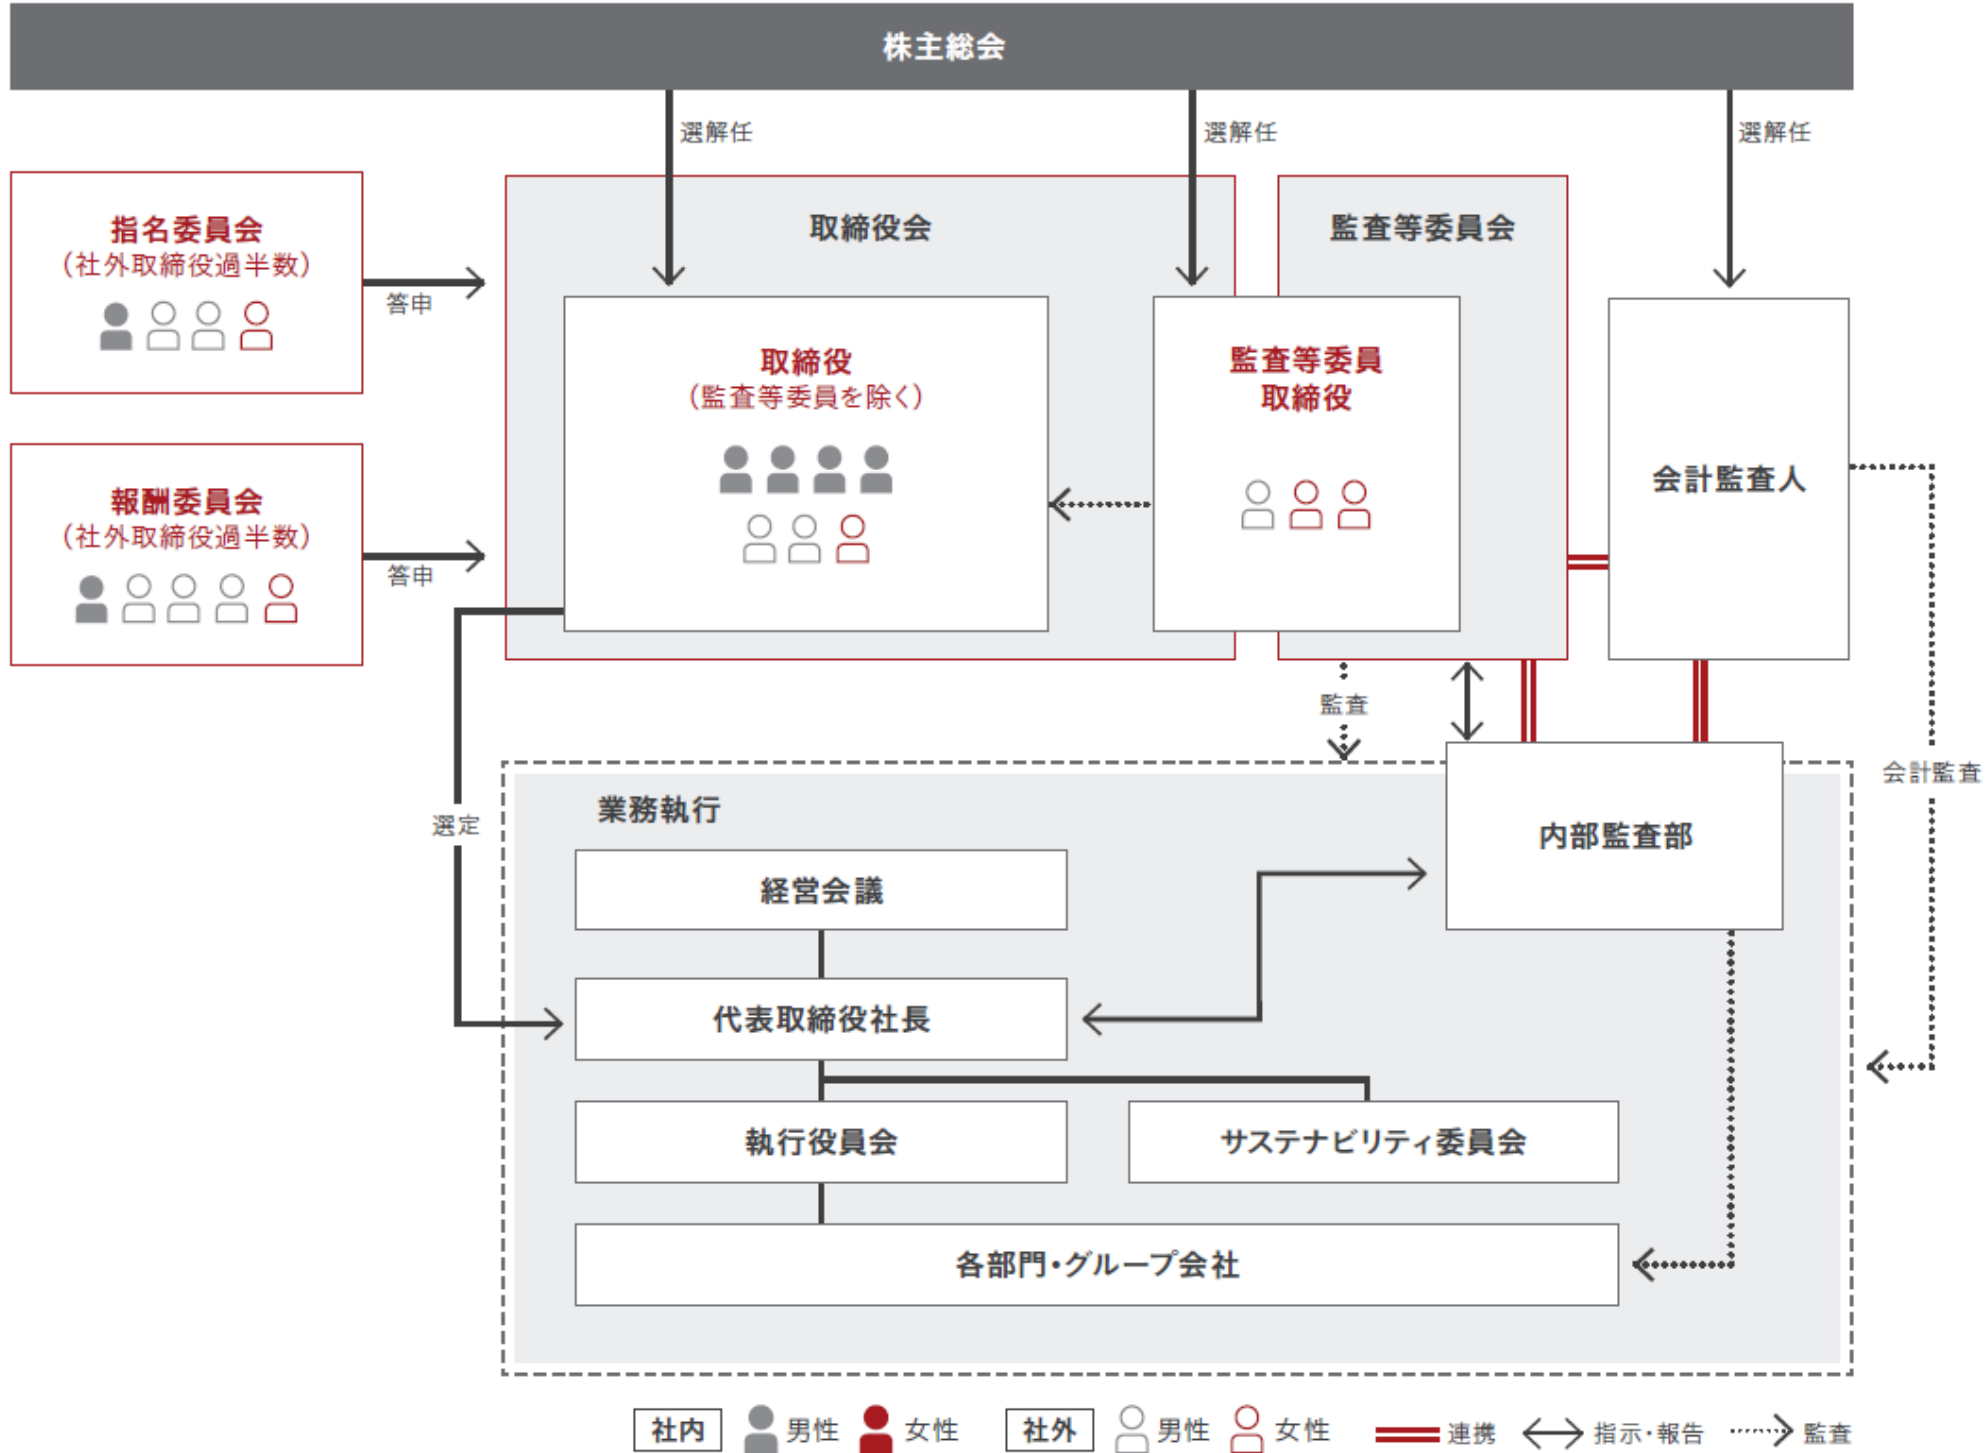 株主総会
選解任
選解任
選解任
指名委員会
(社外取締役過半数)
答申
報酬委員会
(社外取締役過半数)
答申
取締役会
取締役
(監査等委員を除く)
監査等委員会
監査等委員
取締役
会計監査人
監査
選定
会計監査
業務執行
経営会議
代表取締役社長
執行役員会
サステナビリティ委員会
各部門・グループ会社
内部監査部
社内 男性 女性 社外 男性 女性 連携 指示・報告 監査